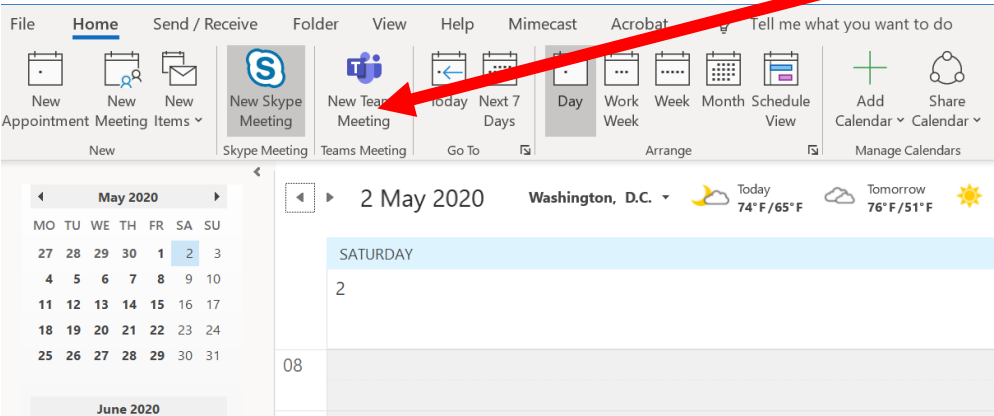 File Home Send / Receive Folder View Help Mimecast Acrobat Tell me what you want to do
New Appointment
New Meeting
New Items
New Skype Meeting
New Meeting
Today
Next 7 Days
Day
Work Week
Week
Month
Schedule View
Add Calendar
Share Calendar
New Skype Meeting Teams Meeting Go To Arrange Manage Calendars
May 2020
MO TU WE TH FR SA SU
27 28 29 30 1 2 3
4 5 6 7 8 9 10
11 12 13 14 15 16 17
18 19 20 21 22 23 24
25 26 27 28 29 30 31
June 2020
2 May 2020
Washington, D.C.
Today
74°F/65°F
Tomorrow
76°F/51°F
SATURDAY
2
08